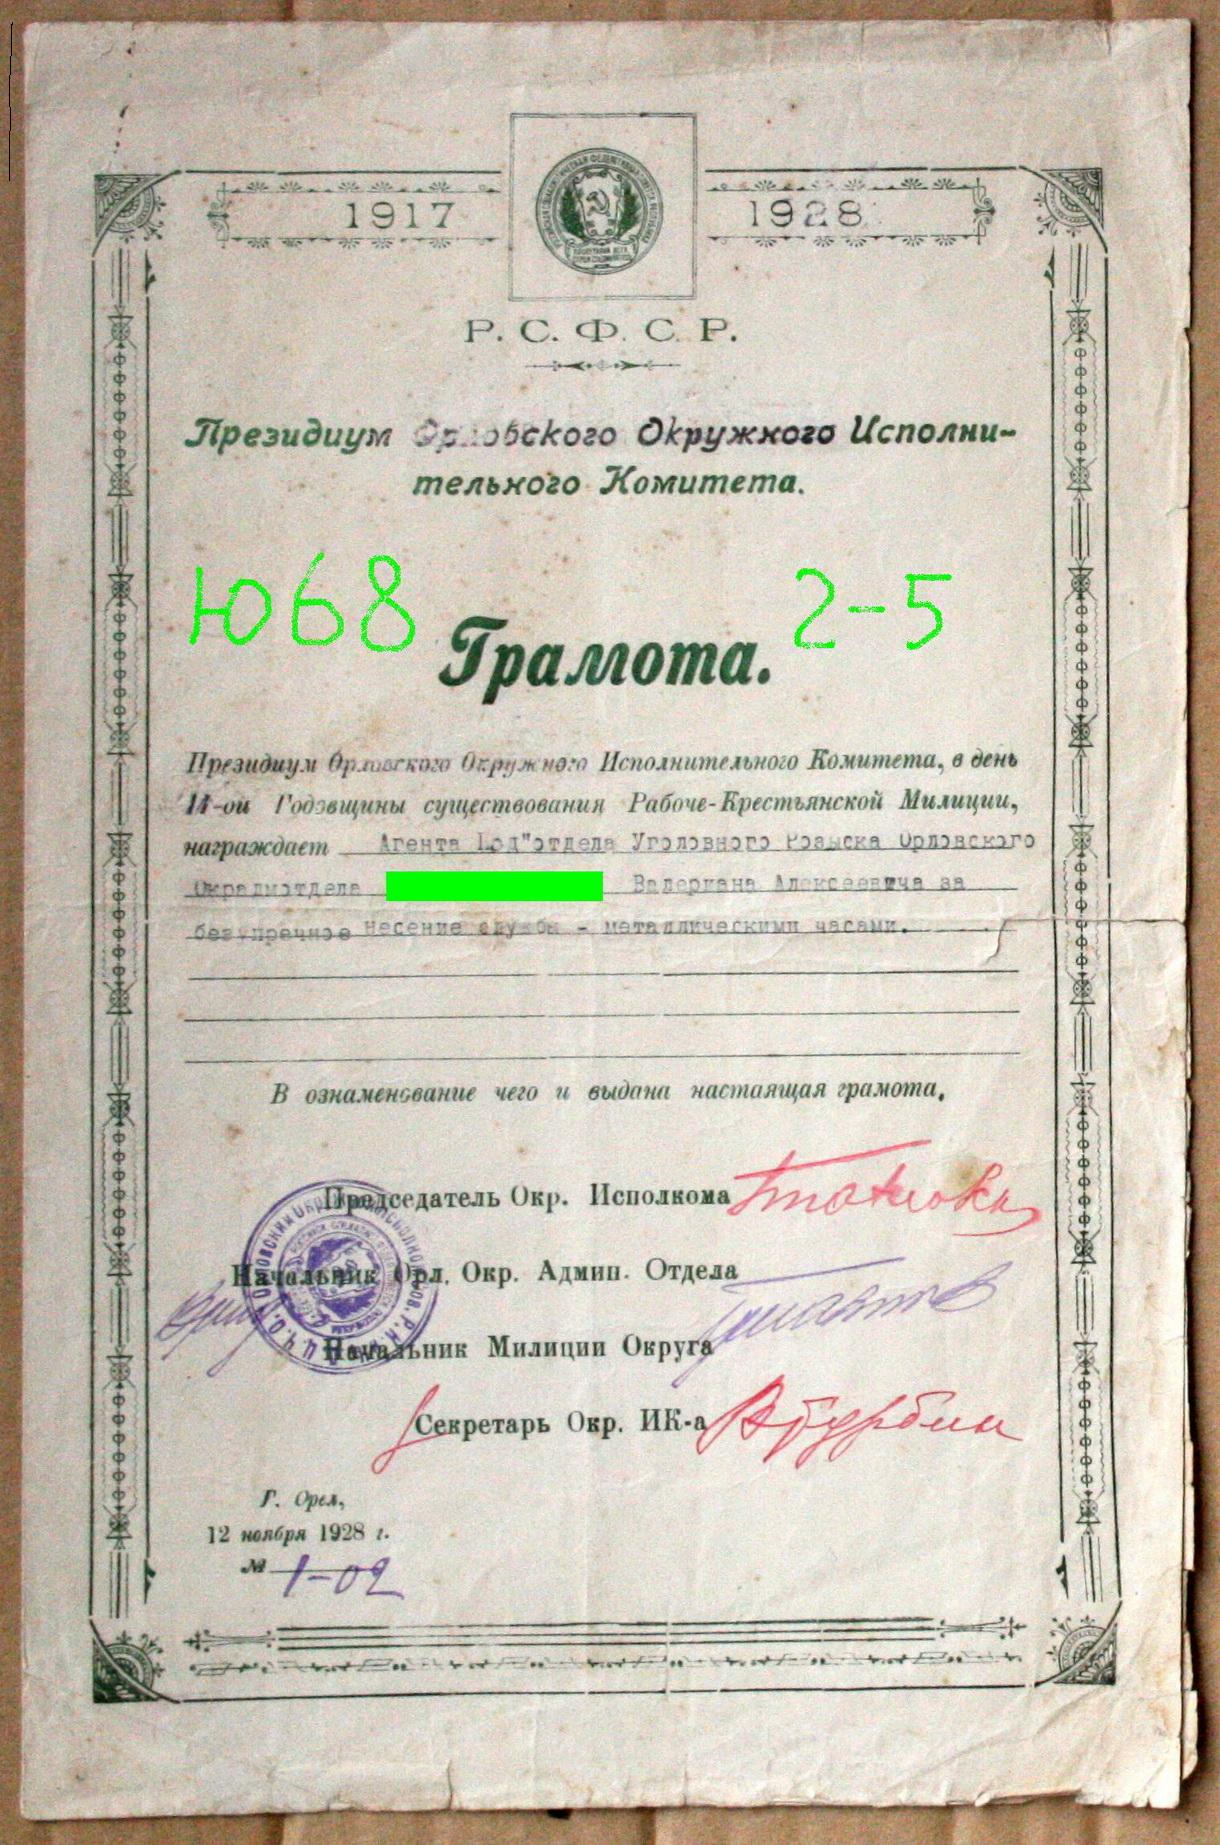 1917 1928
Р. С. Ф. С. Р.
Президиум Орловского Окружного Исполни-
тельного Комитета.
Ю68 2-5
Грамота.
Президиум Орловского Окружного Исполнительного Комитета, в день
11-ой Годовщины существования Рабоче-Крестьянской Милиции,
награждает Агента Под"отдела Уголовного Розыска Орловского
Окрадмотдела Валериана Алексеевича за
безупречное несение службы - металлическими часами.
В ознаменование чего и выдана настоящая грамота.
Председатель Окр. Исполкома
Начальник Орл. Окр. Админ. Отдела
Начальник Милиции Округа
Секретарь Окр. ИК-а
Г. Орел,
12 ноября 1928 г.
№ 1-02